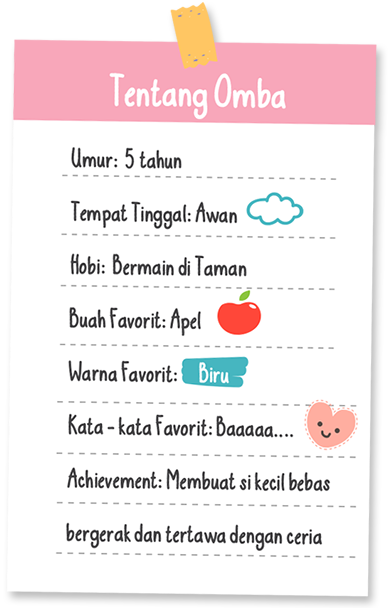 Tentang Omba
Umur: 5 tahun
Tempat Tinggal: Awan
Hobi: Bermain di Taman
Buah Favorit: Apel
Warna Favorit: Biru
Kata - kata Favorit: Baaaaa....
Achievement: Membuat si kecil bebas
bergerak dan tertawa dengan ceria